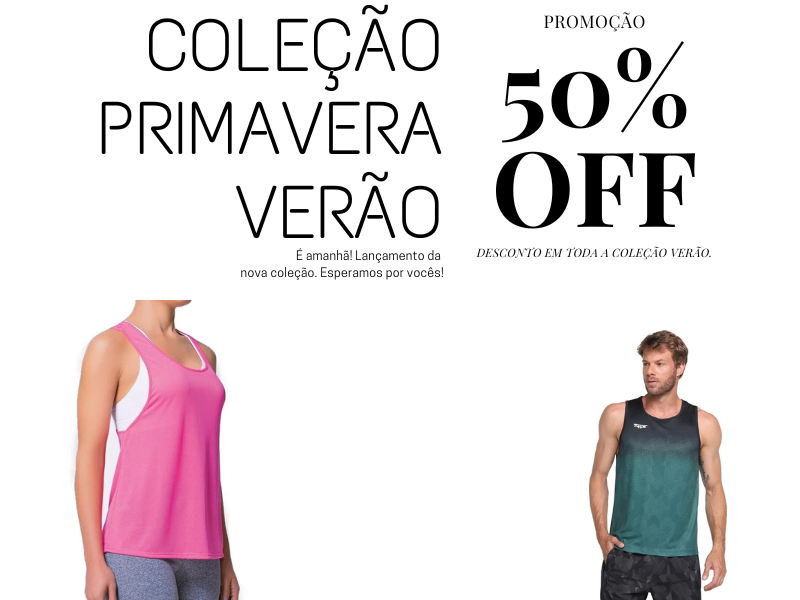 COLEÇÃO
PRIMAVERA
VERÃO
É amanhã! Lançamento da
nova coleção. Esperamos por vocês!
PROMOÇÃO
50%
OFF
DESCONTO EM TODA A COLEÇÃO VERÃO.